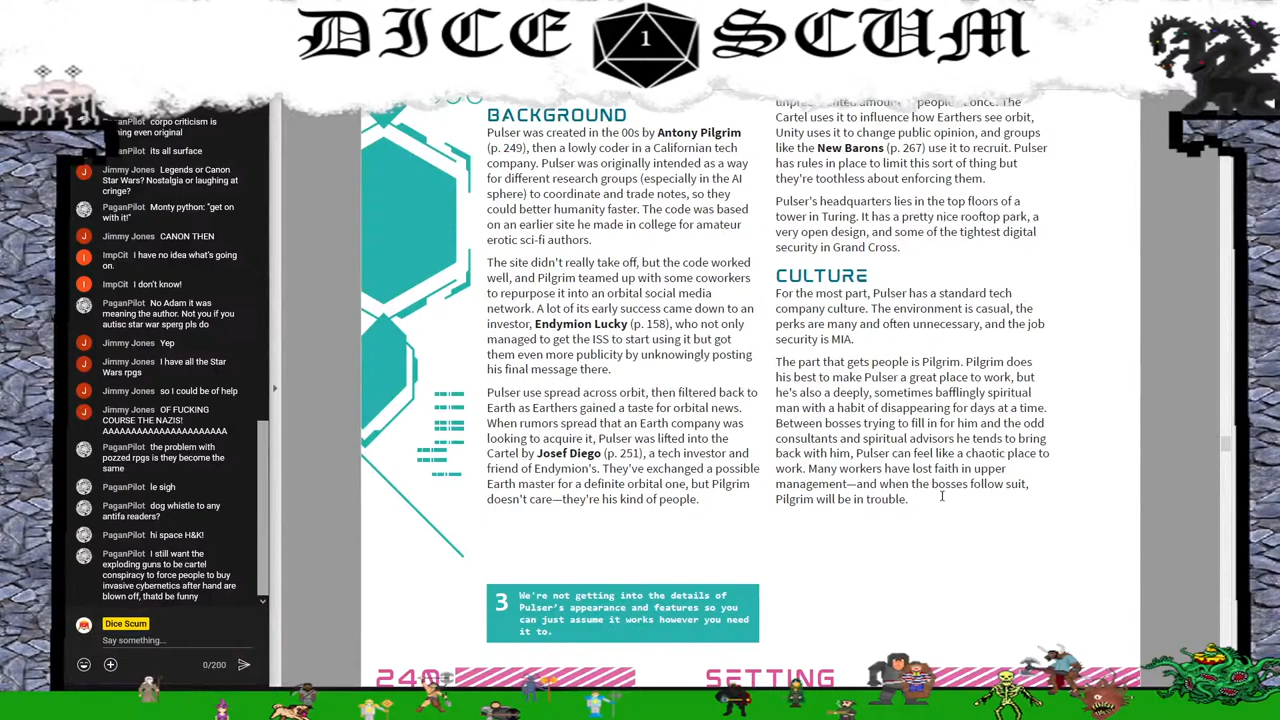 DICE SCUM
1
PaganPilot corpo criticism is
ning even original
PaganPilot its all surface
Jimmy Jones Legends or Canon
Star Wars? Nostalgia or laughing at
cringe?
PaganPilot Monty python: "get on
with it!"
Jimmy Jones CANON THEN
ImpCit I have no idea what's going
on.
ImpCit I don't know!
PaganPilot No Adam it was
meaning the author. Not you if you
autisc star war sperg pls do
Jimmy Jones Yep
Jimmy Jones I have all the Star
Wars rpgs
Jimmy Jones so I could be of help
Jimmy Jones OF FUCKING
COURSE THE NAZIS!
AAAAAAAAAAAAAAAAAAAAAAAA
PaganPilot the problem with
pozzed rpgs is they become the
same
PaganPilot le sigh
PaganPilot dog whistle to any
antifa readers?
PaganPilot hi space H&K!
PaganPilot I still want the
exploding guns to be cartel
conspiracy to force people to buy
invasive cybernetics after hand are
blown off, thatd be funny
Dice Scum
Say something...
0/200
BACKGROUND
Pulser was created in the 00s by Antony Pilgrim
(p. 249), then a lowly coder in a Californian tech
company. Pulser was originally intended as a way
for different research groups (especially in the AI
sphere) to coordinate and trade notes, so they
could better humanity faster. The code was based
on an earlier site he made in college for amateur
erotic sci-fi authors.
The site didn't really take off, but the code worked
well, and Pilgrim teamed up with some coworkers
to repurpose it into an orbital social media
network. A lot of its early success came down to an
investor, Endymion Lucky (p. 158), who not only
managed to get the ISS to start using it but got
them even more publicity by unknowingly posting
his final message there.
Pulser use spread across orbit, then filtered back to
Earth as Earthers gained a taste for orbital news.
When rumors spread that an Earth company was
looking to acquire it, Pulser was lifted into the
Cartel by Josef Diego (p. 251), a tech investor and
friend of Endymion's. They've exchanged a possible
Earth master for a definite orbital one, but Pilgrim
doesn't care—they're his kind of people.
3 We're not getting into the details of
Pulser's appearance and features so you
can just assume it works however you need
it to.
people at once. The
Cartel uses it to influence how Earthers see orbit,
Unity uses it to change public opinion, and groups
like the New Barons (p. 267) use it to recruit. Pulser
has rules in place to limit this sort of thing but
they're toothless about enforcing them.
Pulser's headquarters lies in the top floors of a
tower in Turing. It has a pretty nice rooftop park, a
very open design, and some of the tightest digital
security in Grand Cross.
CULTURE
For the most part, Pulser has a standard tech
company culture. The environment is casual, the
perks are many and often unnecessary, and the job
security is MIA.
The part that gets people is Pilgrim. Pilgrim does
his best to make Pulser a great place to work, but
he's also a deeply, sometimes bafflingly spiritual
man with a habit of disappearing for days at a time.
Between bosses trying to fill in for him and the odd
consultants and spiritual advisors he tends to bring
back with him, Pulser can feel like a chaotic place to
work. Many workers have lost faith in upper
management—and when the bosses follow suit,
Pilgrim will be in trouble.
SETTING